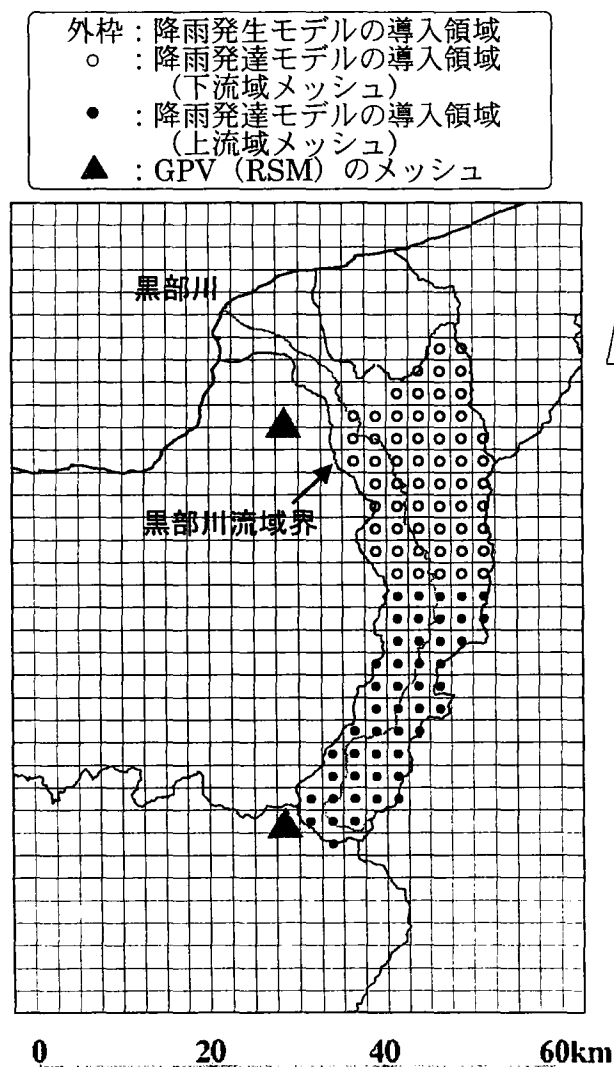 外枠：降雨発生モデルの導入領域
○：降雨発達モデルの導入領域
（下流域メッシュ）
●：降雨発達モデルの導入領域
（上流域メッシュ）
▲：GPV（RSM）のメッシュ
黒部川
黒部川流域界
0 20 40 60km